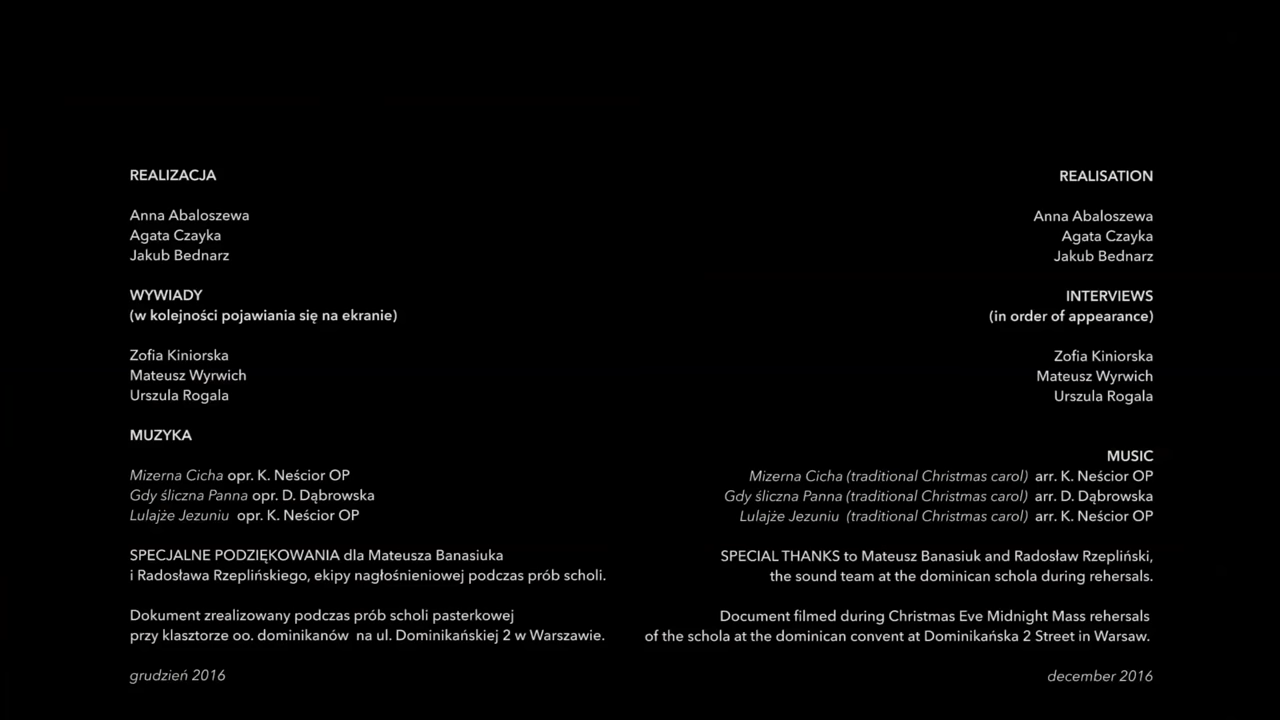 REALIZACJA
Anna Abaloszewa
Agata Czayka
Jakub Bednarz
WYWIADY
(w kolejności pojawiania się na ekranie)
Zofia Kiniorska
Mateusz Wyrwich
Urszula Rogala
MUZYKA
Mizerna Cicha opr. K. Neścior OP
Gdy śliczna Panna opr. D. Dąbrowska
Lulajże Jezuniu opr. K. Neścior OP
SPECJALNE PODZIĘKOWANIA dla Mateusza Banasiuka
i Radosława Rzeplińskiego, ekipy nagłośnieniowej podczas prób scholi.
Dokument zrealizowany podczas prób scholi pasterkowej
przy klasztorze oo. dominikanów na ul. Dominikańskiej 2 w Warszawie.
grudzień 2016
REALISATION
Anna Abaloszewa
Agata Czayka
Jakub Bednarz
INTERVIEWS
(in order of appearance)
Zofia Kiniorska
Mateusz Wyrwich
Urszula Rogala
MUSIC
Mizerna Cicha (traditional Christmas carol) arr. K. Neścior OP
Gdy śliczna Panna (traditional Christmas carol) arr. D. Dąbrowska
Lulajże Jezuniu (traditional Christmas carol) arr. K. Neścior OP
SPECIAL THANKS to Mateusz Banasiuk and Radosław Rzepliński,
the sound team at the dominican schola during rehersals.
Document filmed during Christmas Eve Midnight Mass rehersals
of the schola at the dominican convent at Dominikańska 2 Street in Warsaw.
december 2016